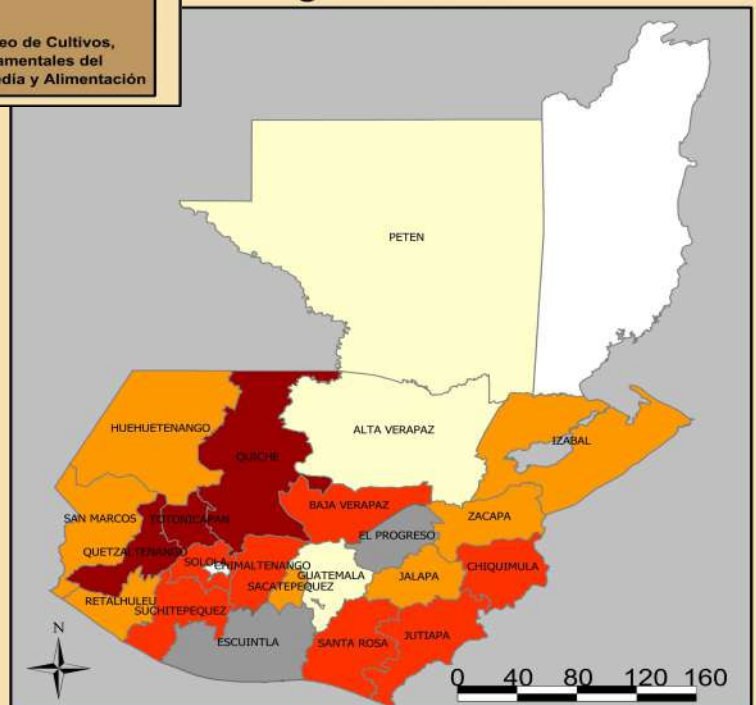 eo de Cultivos,
amentales del
edía y Alimentación
PETEN
HUEHUETENANGO
QUICHE
ALTA VERAPAZ
IZABAL
SAN MARCOS
TOTONICAPAN
BAJA VERAPAZ
ZACAPA
EL PROGRESO
QUETZALTENANGO
SOLOLA
CHIMALTENANGO
GUATEMALA
SACATEPEQUEZ
JALAPA
CHIQUIMULA
RETALHULEU
SUCHITEPEQUEZ
ESCUINTLA
SANTA ROSA
JUTIAPA
N
0 40 80 120 160